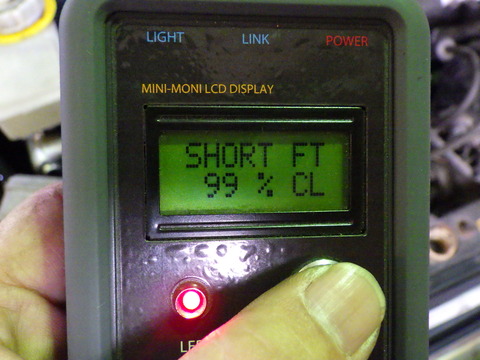 LIGHT LINK POWER
MINI-MONI LCD DISPLAY
SHORT FT
99 % CL